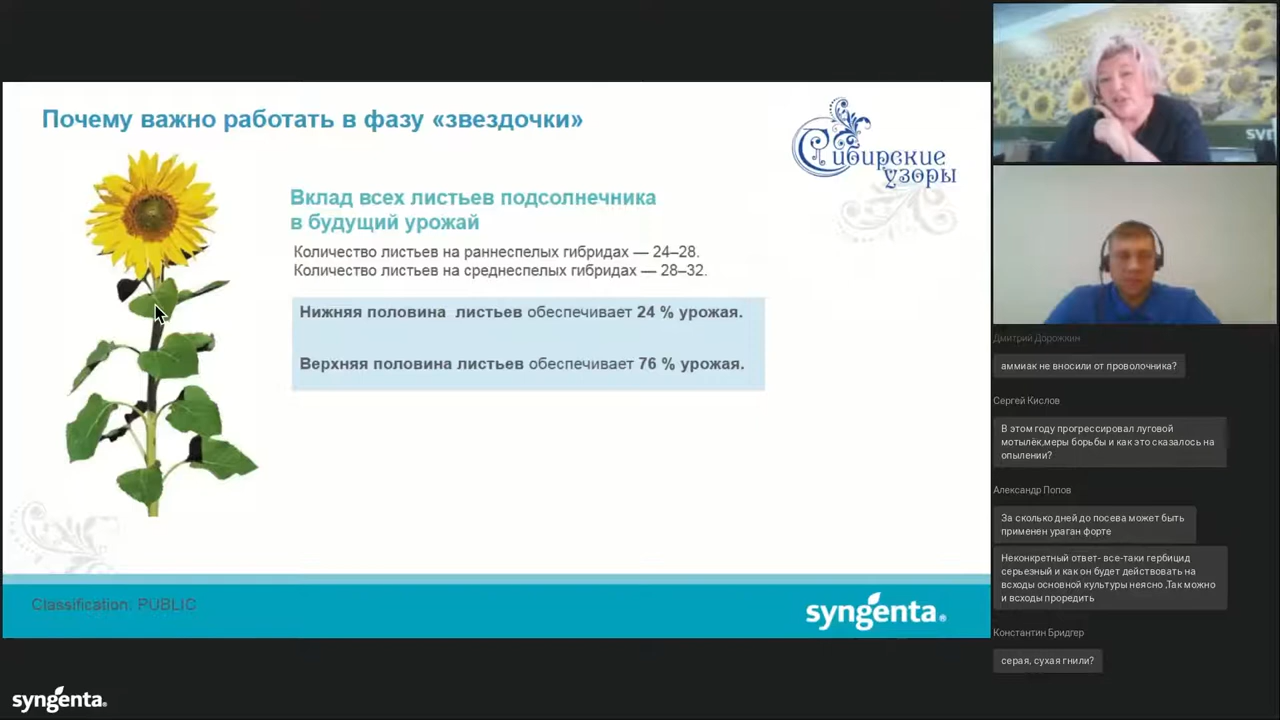 Почему важно работать в фазу «звездочки»
Сибирские
узоры
Вклад всех листьев подсолнечника
в будущий урожай
Количество листьев на раннеспелых гибридах — 24–28.
Количество листьев на среднеспелых гибридах — 28–32.
Нижняя половина листьев обеспечивает 24 % урожая.
Верхняя половина листьев обеспечивает 76 % урожая.
Classification: PUBLIC
syngenta®
syngenta®
Дмитрий Дорожкин
аммиак не вносили от проволочника?
Сергей Кислов
В этом году прогрессировал луговой
мотылёк,меры борьбы и как это сказалось на
опылении?
Александр Попов
За сколько дней до посева может быть
применен ураган форте
Неконкретный ответ- все-таки гербицид
серьезный и как он будет действовать на
всходы основной культуры неясно .Так можно
и всходы проредить
Константин Бридгер
серая, сухая гнили?